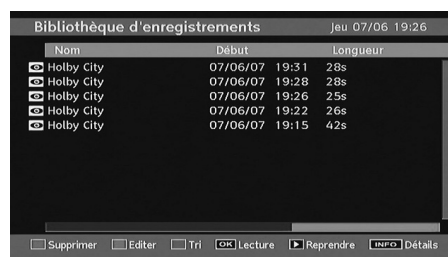 Bibliothèque d'enregistrements Jeu 07/06 19:26
Nom Début Longueur
Holby City 07/06/07 19:31 28s
Holby City 07/06/07 19:28 28s
Holby City 07/06/07 19:26 25s
Holby City 07/06/07 19:22 26s
Holby City 07/06/07 19:15 42s
Supprimer Editer Tri OK Lecture Reprendre INFO Détails